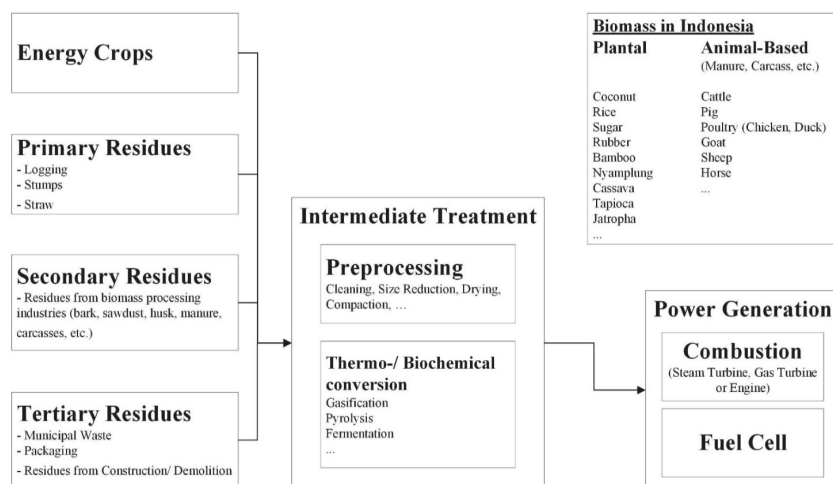 Energy Crops
Primary Residues
- Logging
- Stumps
- Straw
Secondary Residues
- Residues from biomass processing
industries (bark, sawdust, husk, manure,
carcasses, etc.)
Tertiary Residues
- Municipal Waste
- Packaging
- Residues from Construction/ Demolition
Intermediate Treatment
Preprocessing
Cleaning, Size Reduction, Drying,
Compaction, …
Thermo-/ Biochemical
conversion
Gasification
Pyrolysis
Fermentation
...
Biomass in Indonesia
Plantal
Coconut
Rice
Sugar
Rubber
Bamboo
Nyamplung
Cassava
Tapioca
Jatropha
...
Animal-Based
(Manure, Carcass, etc.)
Cattle
Pig
Poultry (Chicken, Duck)
Goat
Sheep
Horse
...
Power Generation
Combustion
(Steam Turbine, Gas Turbine
or Engine)
Fuel Cell